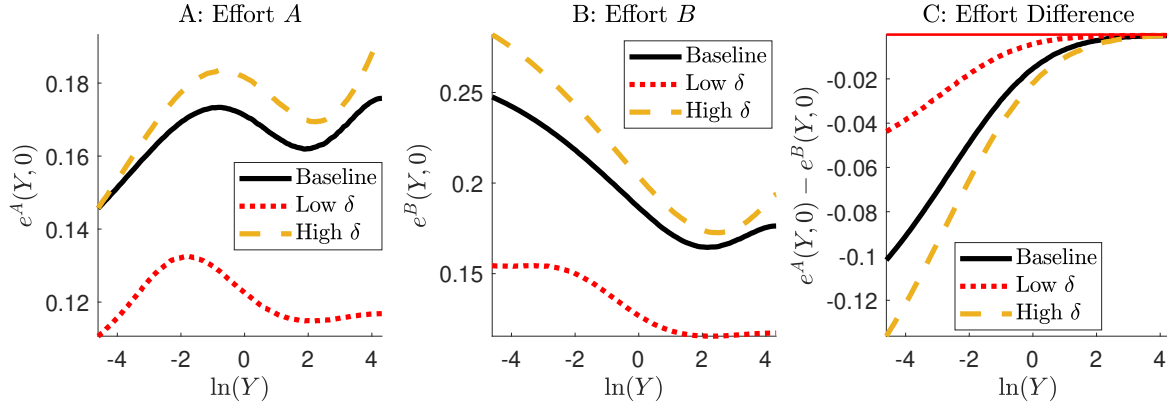 A: Effort A
e^A(Y, 0)
0.18
0.16
0.14
0.12
Baseline
Low δ
High δ
-4 -2 0 2 4
ln(Y)
B: Effort B
e^B(Y, 0)
0.25
0.2
0.15
Baseline
Low δ
High δ
-4 -2 0 2 4
ln(Y)
C: Effort Difference
e^A(Y, 0) − e^B(Y, 0)
-0.02
-0.04
-0.06
-0.08
-0.1
-0.12
Baseline
Low δ
High δ
-4 -2 0 2 4
ln(Y)